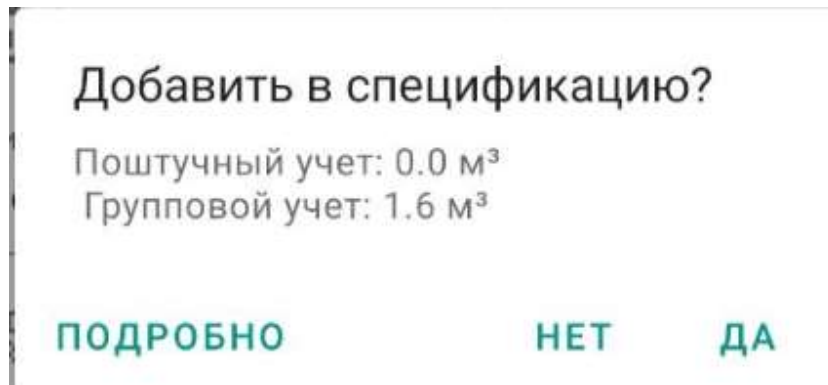 Добавить в спецификацию?
Поштучный учет: 0.0 м³
Групповой учет: 1.6 м³
ПОДРОБНО НЕТ ДА